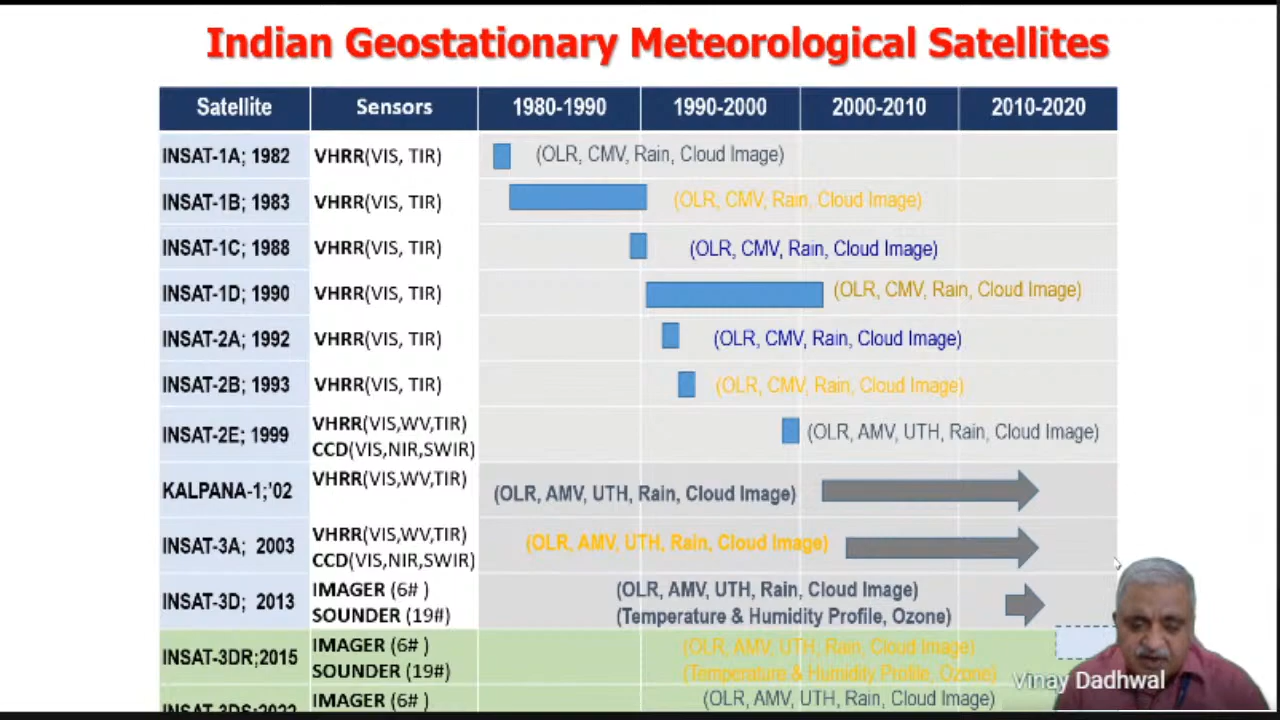 Indian Geostationary Meteorological Satellites
Satellite Sensors 1980-1990 1990-2000 2000-2010 2010-2020
INSAT-1A; 1982 VHRR(VIS, TIR) (OLR, CMV, Rain, Cloud Image)
INSAT-1B; 1983 VHRR(VIS, TIR) (OLR, CMV, Rain, Cloud Image)
INSAT-1C; 1988 VHRR(VIS, TIR) (OLR, CMV, Rain, Cloud Image)
INSAT-1D; 1990 VHRR(VIS, TIR) (OLR, CMV, Rain, Cloud Image)
INSAT-2A; 1992 VHRR(VIS, TIR) (OLR, CMV, Rain, Cloud Image)
INSAT-2B; 1993 VHRR(VIS, TIR) (OLR, CMV, Rain, Cloud Image)
INSAT-2E; 1999 VHRR(VIS,WV,TIR) (OLR, AMV, UTH, Rain, Cloud Image)
CCD(VIS,NIR,SWIR)
KALPANA-1;'02 VHRR(VIS,WV,TIR) (OLR, AMV, UTH, Rain, Cloud Image)
INSAT-3A; 2003 VHRR(VIS,WV,TIR) (OLR, AMV, UTH, Rain, Cloud Image)
CCD(VIS,NIR,SWIR)
INSAT-3D; 2013 IMAGER (6# ) (OLR, AMV, UTH, Rain, Cloud Image)
SOUNDER (19#) (Temperature & Humidity Profile, Ozone)
INSAT-3DR;2015 IMAGER (6# ) (OLR, AMV, UTH, Rain, Cloud Image)
SOUNDER (19#) (Temperature & Humidity Profile, Ozone)
Vinay Dadhwal
INSAT-3DS;2022 IMAGER (6# ) (OLR, AMV, UTH, Rain, Cloud Image)